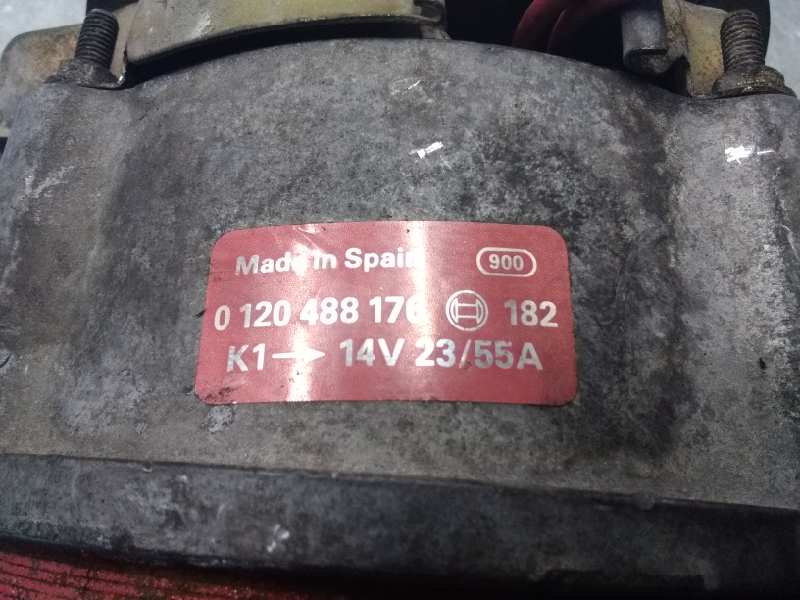 Made in Spain 900
0 120 488 176 182
K1→ 14V 23/55A